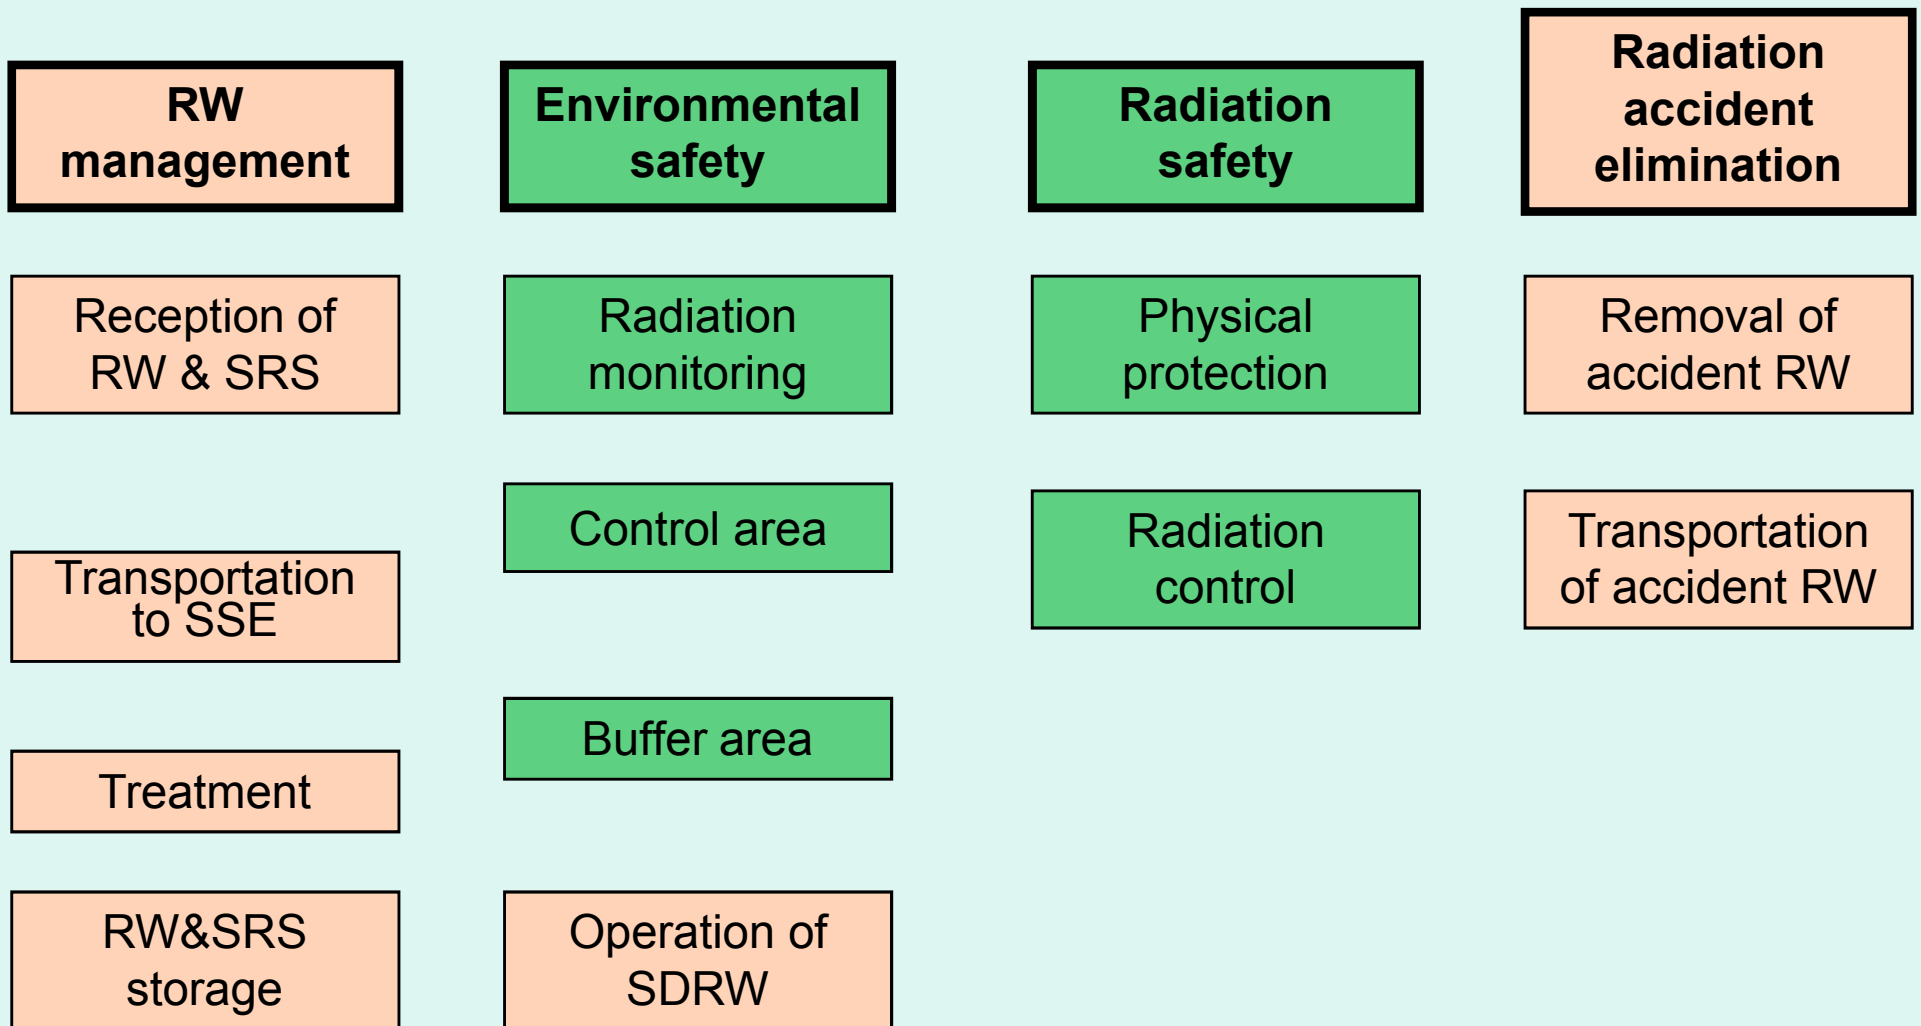 RW
management
Environmental
safety
Radiation
safety
Radiation
accident
elimination
Reception of
RW & SRS
Radiation
monitoring
Physical
protection
Removal of
accident RW
Transportation
to SSE
Control area
Radiation
control
Transportation
of accident RW
Treatment
Buffer area
RW&SRS
storage
Operation of
SDRW